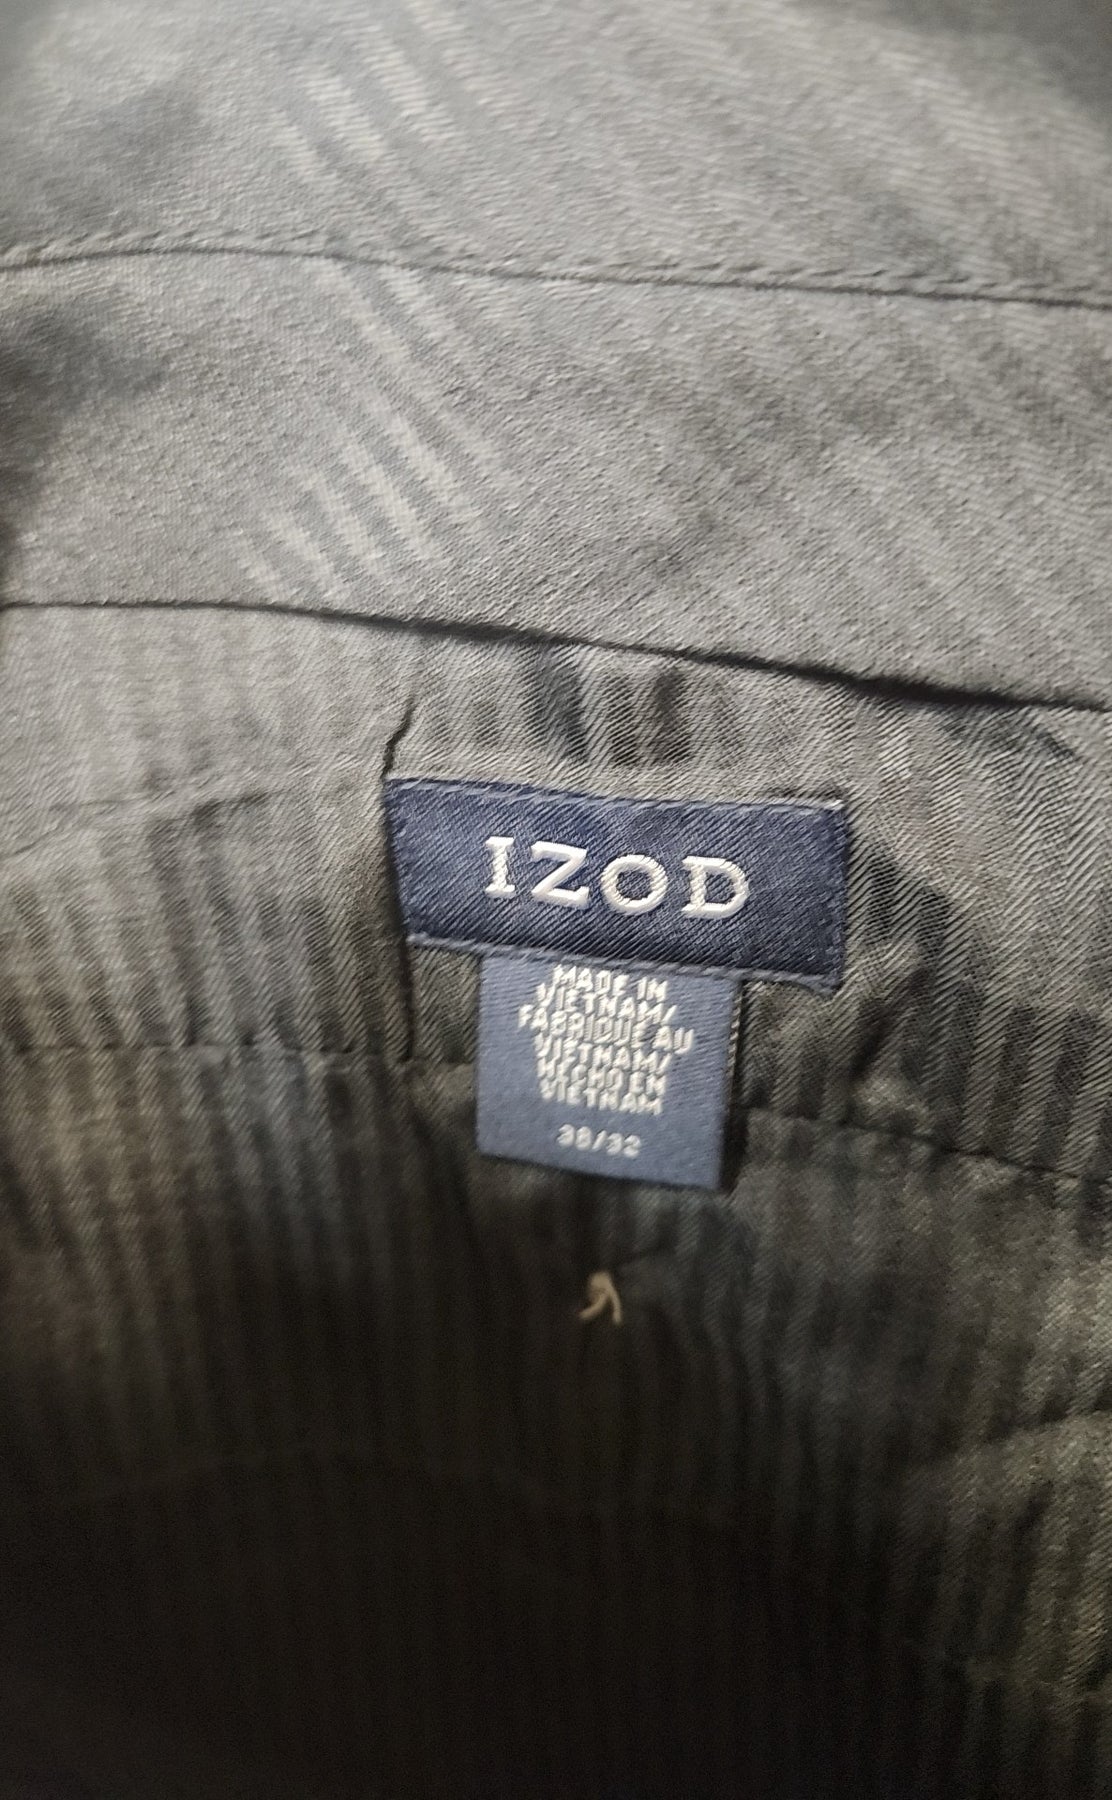 IZOD
MADE IN
VIETNAM/
FABRIQUE AU
VIETNAM/
HECHO EN
VIETNAM
38/32